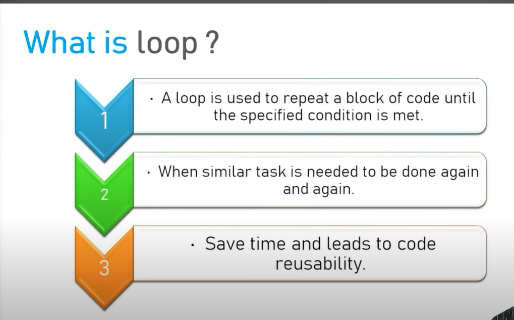 What is loop ?
1
· A loop is used to repeat a block of code until
the specified condition is met.
2
· When similar task is needed to be done again
and again.
3
· Save time and leads to code
reusability.